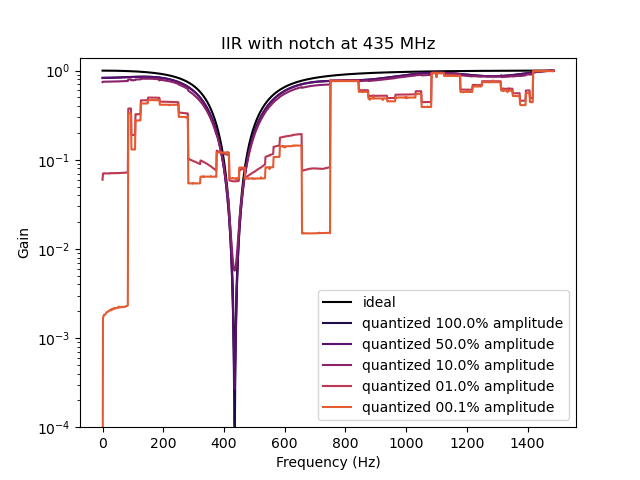 IIR with notch at 435 MHz
10⁰
10⁻¹
10⁻²
10⁻³
10⁻⁴
Gain
ideal
quantized 100.0% amplitude
quantized 50.0% amplitude
quantized 10.0% amplitude
quantized 01.0% amplitude
quantized 00.1% amplitude
0 200 400 600 800 1000 1200 1400
Frequency (Hz)